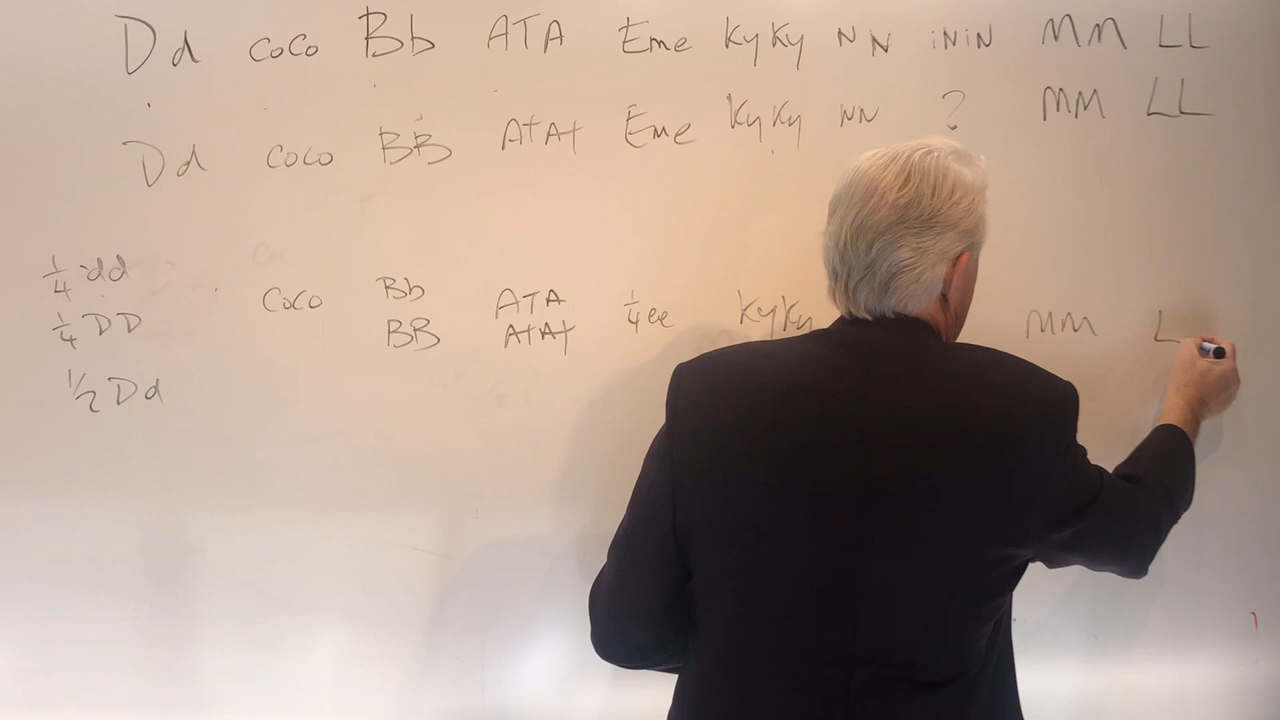 Dd CoCo Bb ATA Eme KyKy NN iNiN MM LL
Dd CoCo BB AtAt Eme KyKy NN ? MM LL
1/4 dd
1/4 DD
1/2 Dd
CoCo
Bb
BB
ATA
AtAt
1/4 ee
KyKy
MM
L